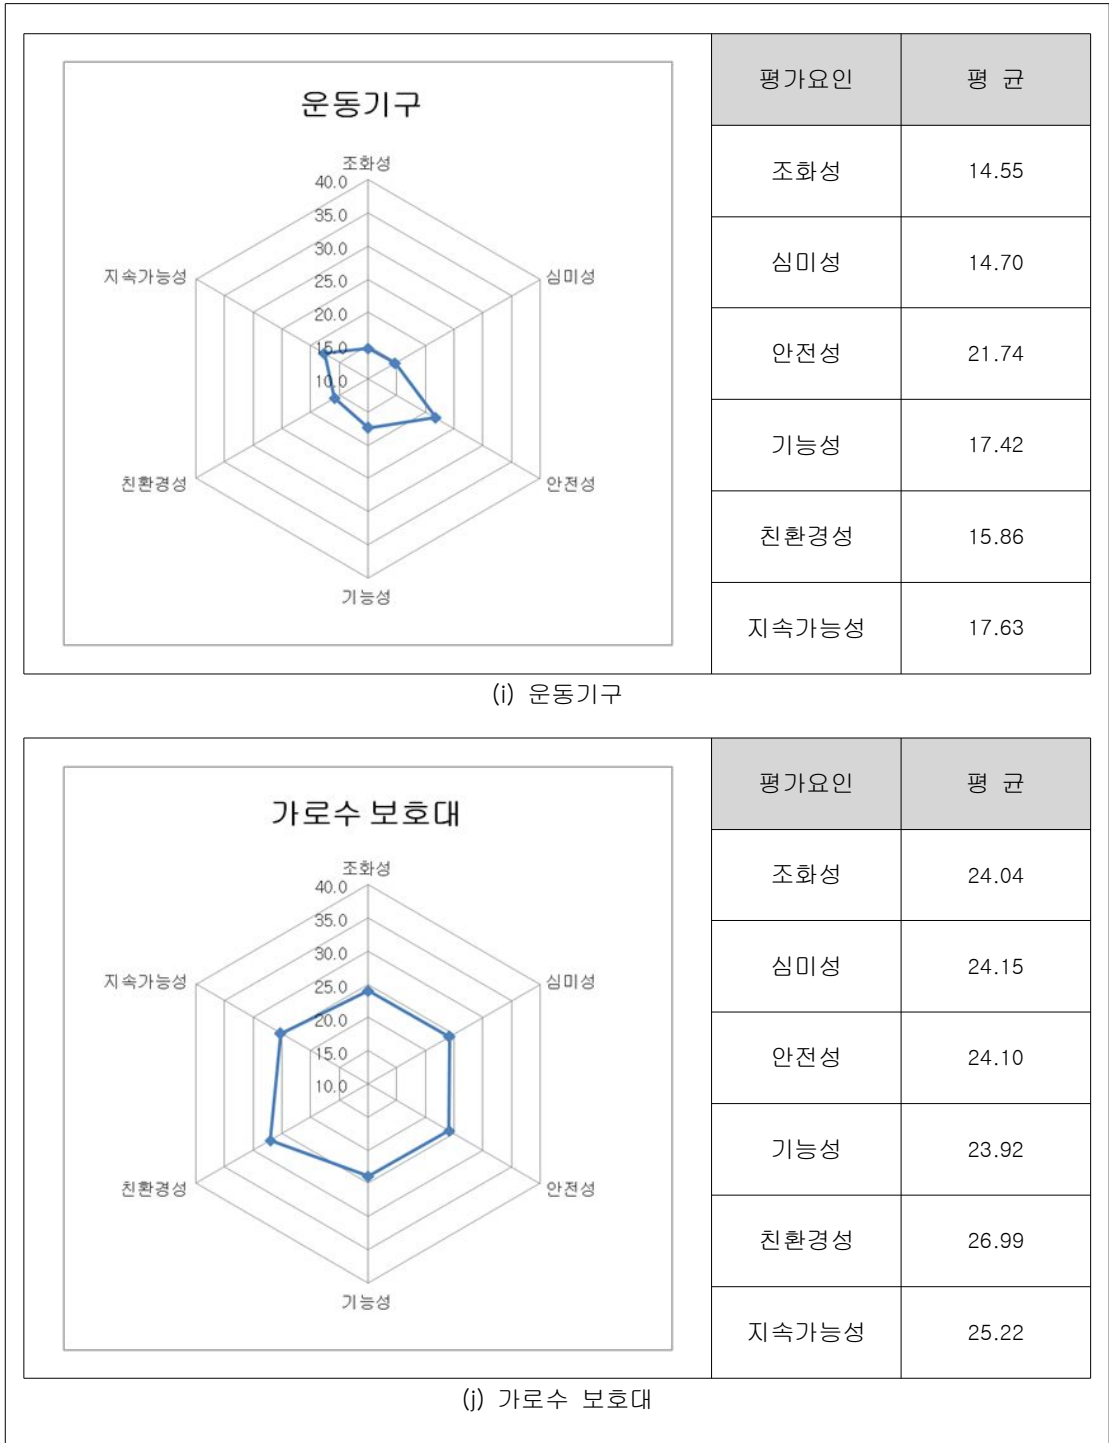 운동기구
조화성
40.0
35.0
30.0
25.0
20.0
15.0
10.0
지속가능성
심미성
친환경성
안전성
기능성
평가요인 평 균
조화성 14.55
심미성 14.70
안전성 21.74
기능성 17.42
친환경성 15.86
지속가능성 17.63
(i) 운동기구
가로수 보호대
조화성
40.0
35.0
30.0
25.0
20.0
15.0
10.0
지속가능성
심미성
친환경성
안전성
기능성
평가요인 평 균
조화성 24.04
심미성 24.15
안전성 24.10
기능성 23.92
친환경성 26.99
지속가능성 25.22
(j) 가로수 보호대